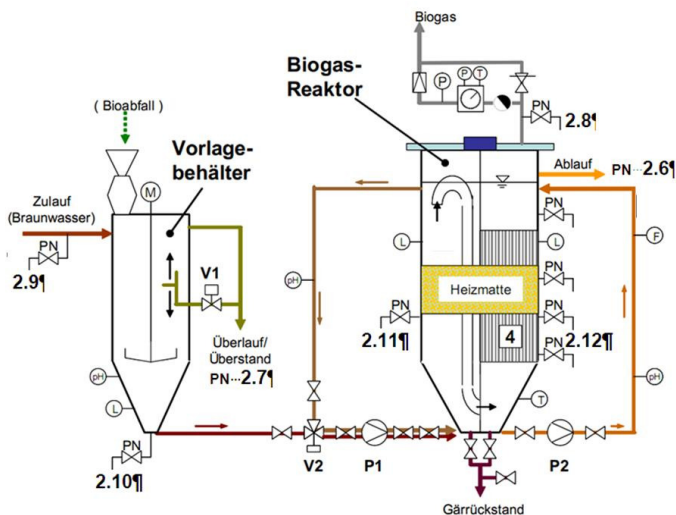 Biogas
Biogas-
Reaktor
P
P
T
PN
2.8¶
( Bioabfall )
Vorlage-
behälter
M
Zulauf
(Braunwasser)
PN
2.9¶
V1
Überlauf/
Überstand
PN···2.7¶
pH
L
PN
2.10¶
Ablauf
PN···2.6¶
PN
L
L
F
pH
Heizmatte
PN
PN
2.11¶
PN
2.12¶
4
PN
T
pH
V2
P1
P2
Gärrückstand